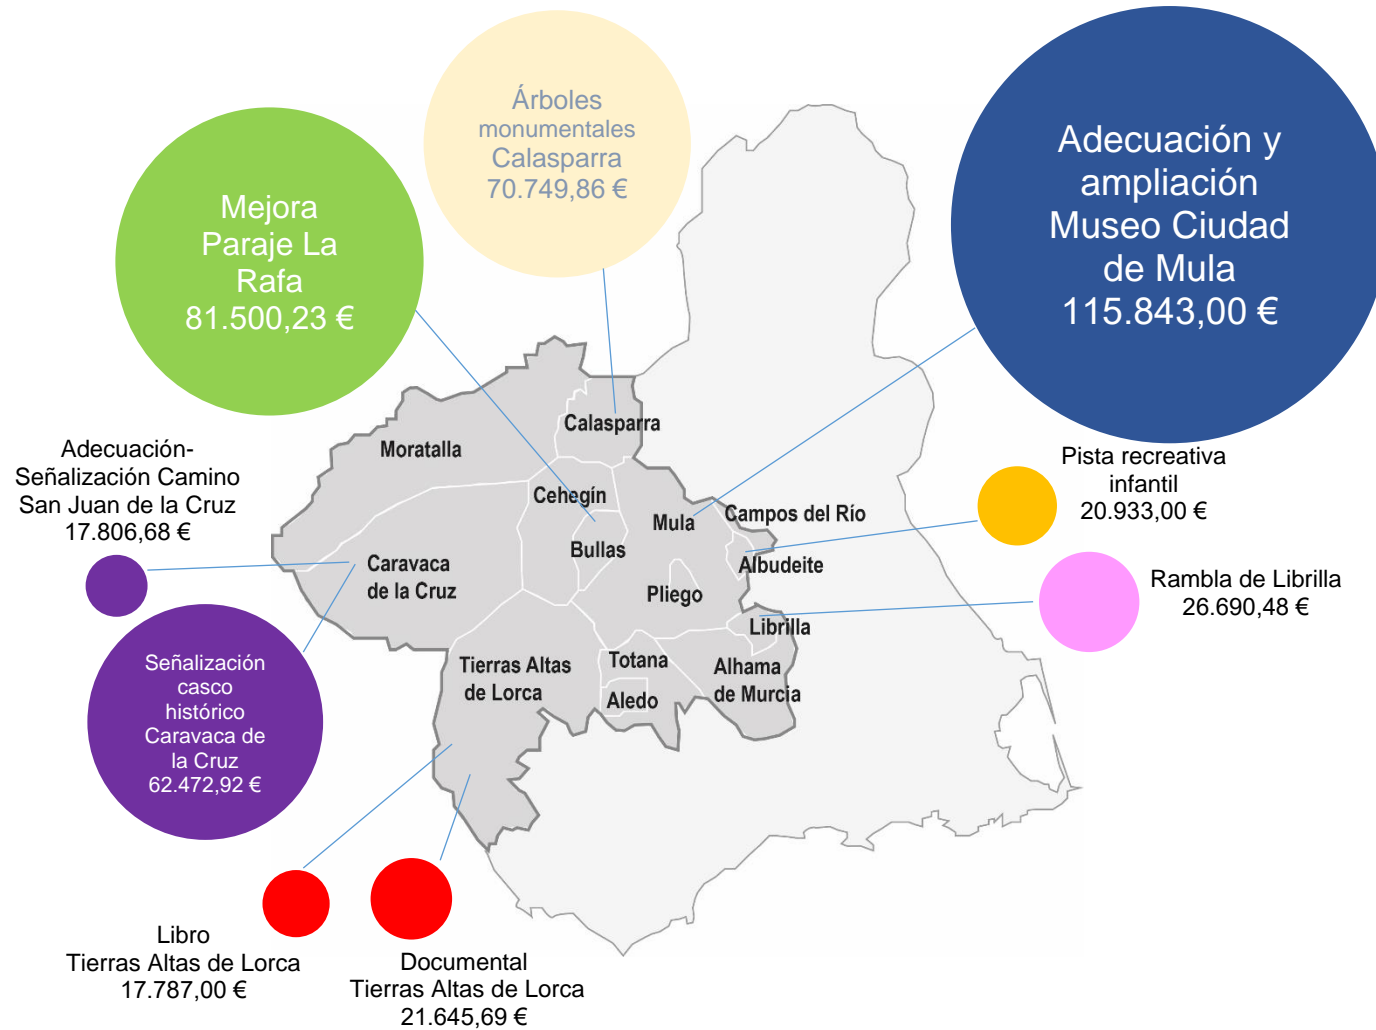 Árboles
monumentales
Calasparra
70.749,86 €
Adecuación y
ampliación
Museo Ciudad
de Mula
115.843,00 €
Mejora
Paraje La
Rafa
81.500,23 €
Adecuación-
Señalización Camino
San Juan de la Cruz
17.806,68 €
Señalización
casco
histórico
Caravaca de
la Cruz
62.472,92 €
Moratalla
Calasparra
Cehegín
Mula
Campos del Río
Bullas
Albudeite
Caravaca
de la Cruz
Pliego
Librilla
Tierras Altas
de Lorca
Totana
Aledo
Alhama
de Murcia
Pista recreativa
infantil
20.933,00 €
Rambla de Librilla
26.690,48 €
Libro
Tierras Altas de Lorca
17.787,00 €
Documental
Tierras Altas de Lorca
21.645,69 €